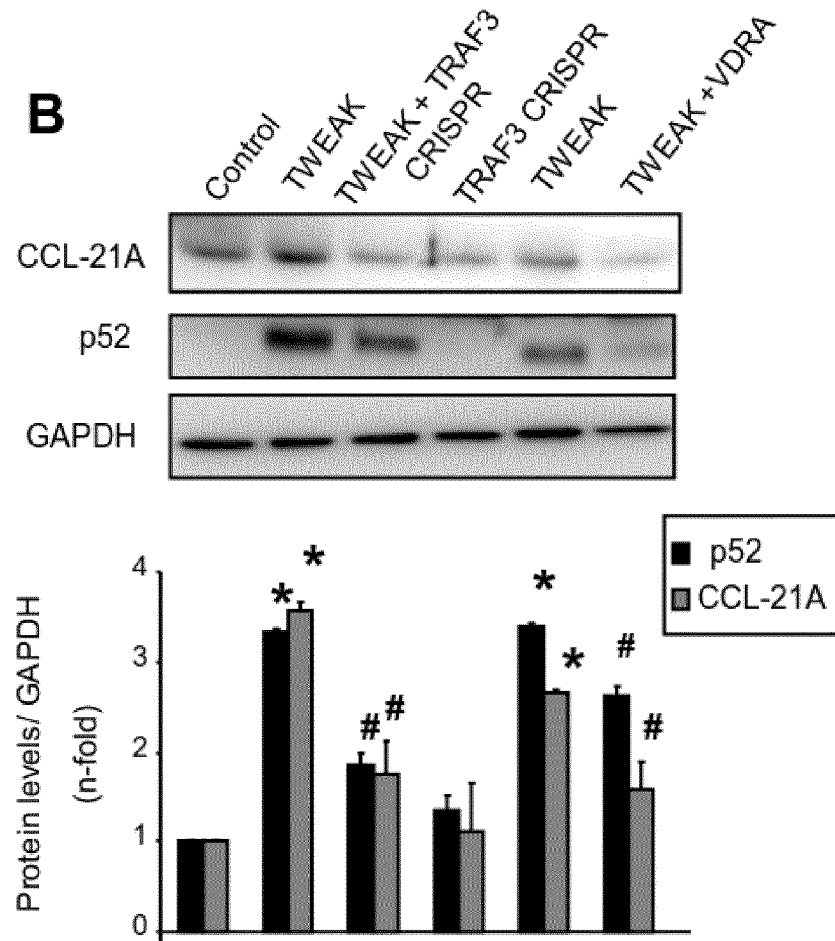 B
Control
TWEAK
TWEAK + TRAF3
CRISPR
TRAF3 CRISPR
TWEAK
TWEAK +VDRA
CCL-21A
p52
GAPDH
p52
CCL-21A
Protein levels/ GAPDH
(n-fold)
4
3
2
1
0
* *
# #
* *
# #